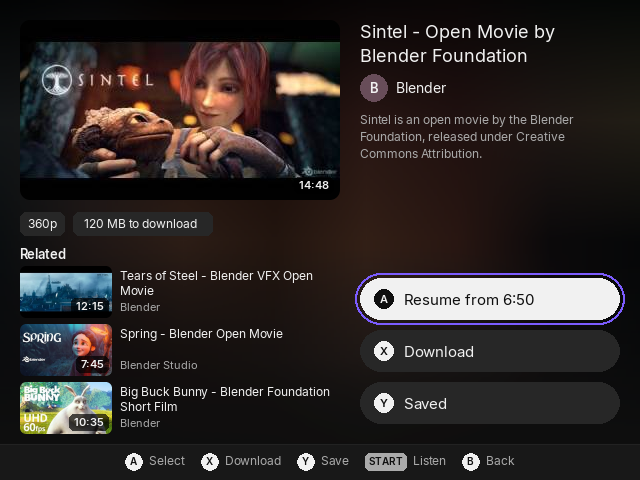 SINTEL
blender
14:48
Sintel - Open Movie by
Blender Foundation
B Blender
Sintel is an open movie by the Blender
Foundation, released under Creative
Commons Attribution.
360p
120 MB to download
Related
12:15
Tears of Steel - Blender VFX Open
Movie
Blender
SPRING
blender
7:45
Spring - Blender Open Movie
Blender Studio
Big Buck
BUNNY
UHD
60fps
10:35
Big Buck Bunny - Blender Foundation
Short Film
Blender
A Resume from 6:50
X Download
Y Saved
A Select X Download Y Save START Listen B Back